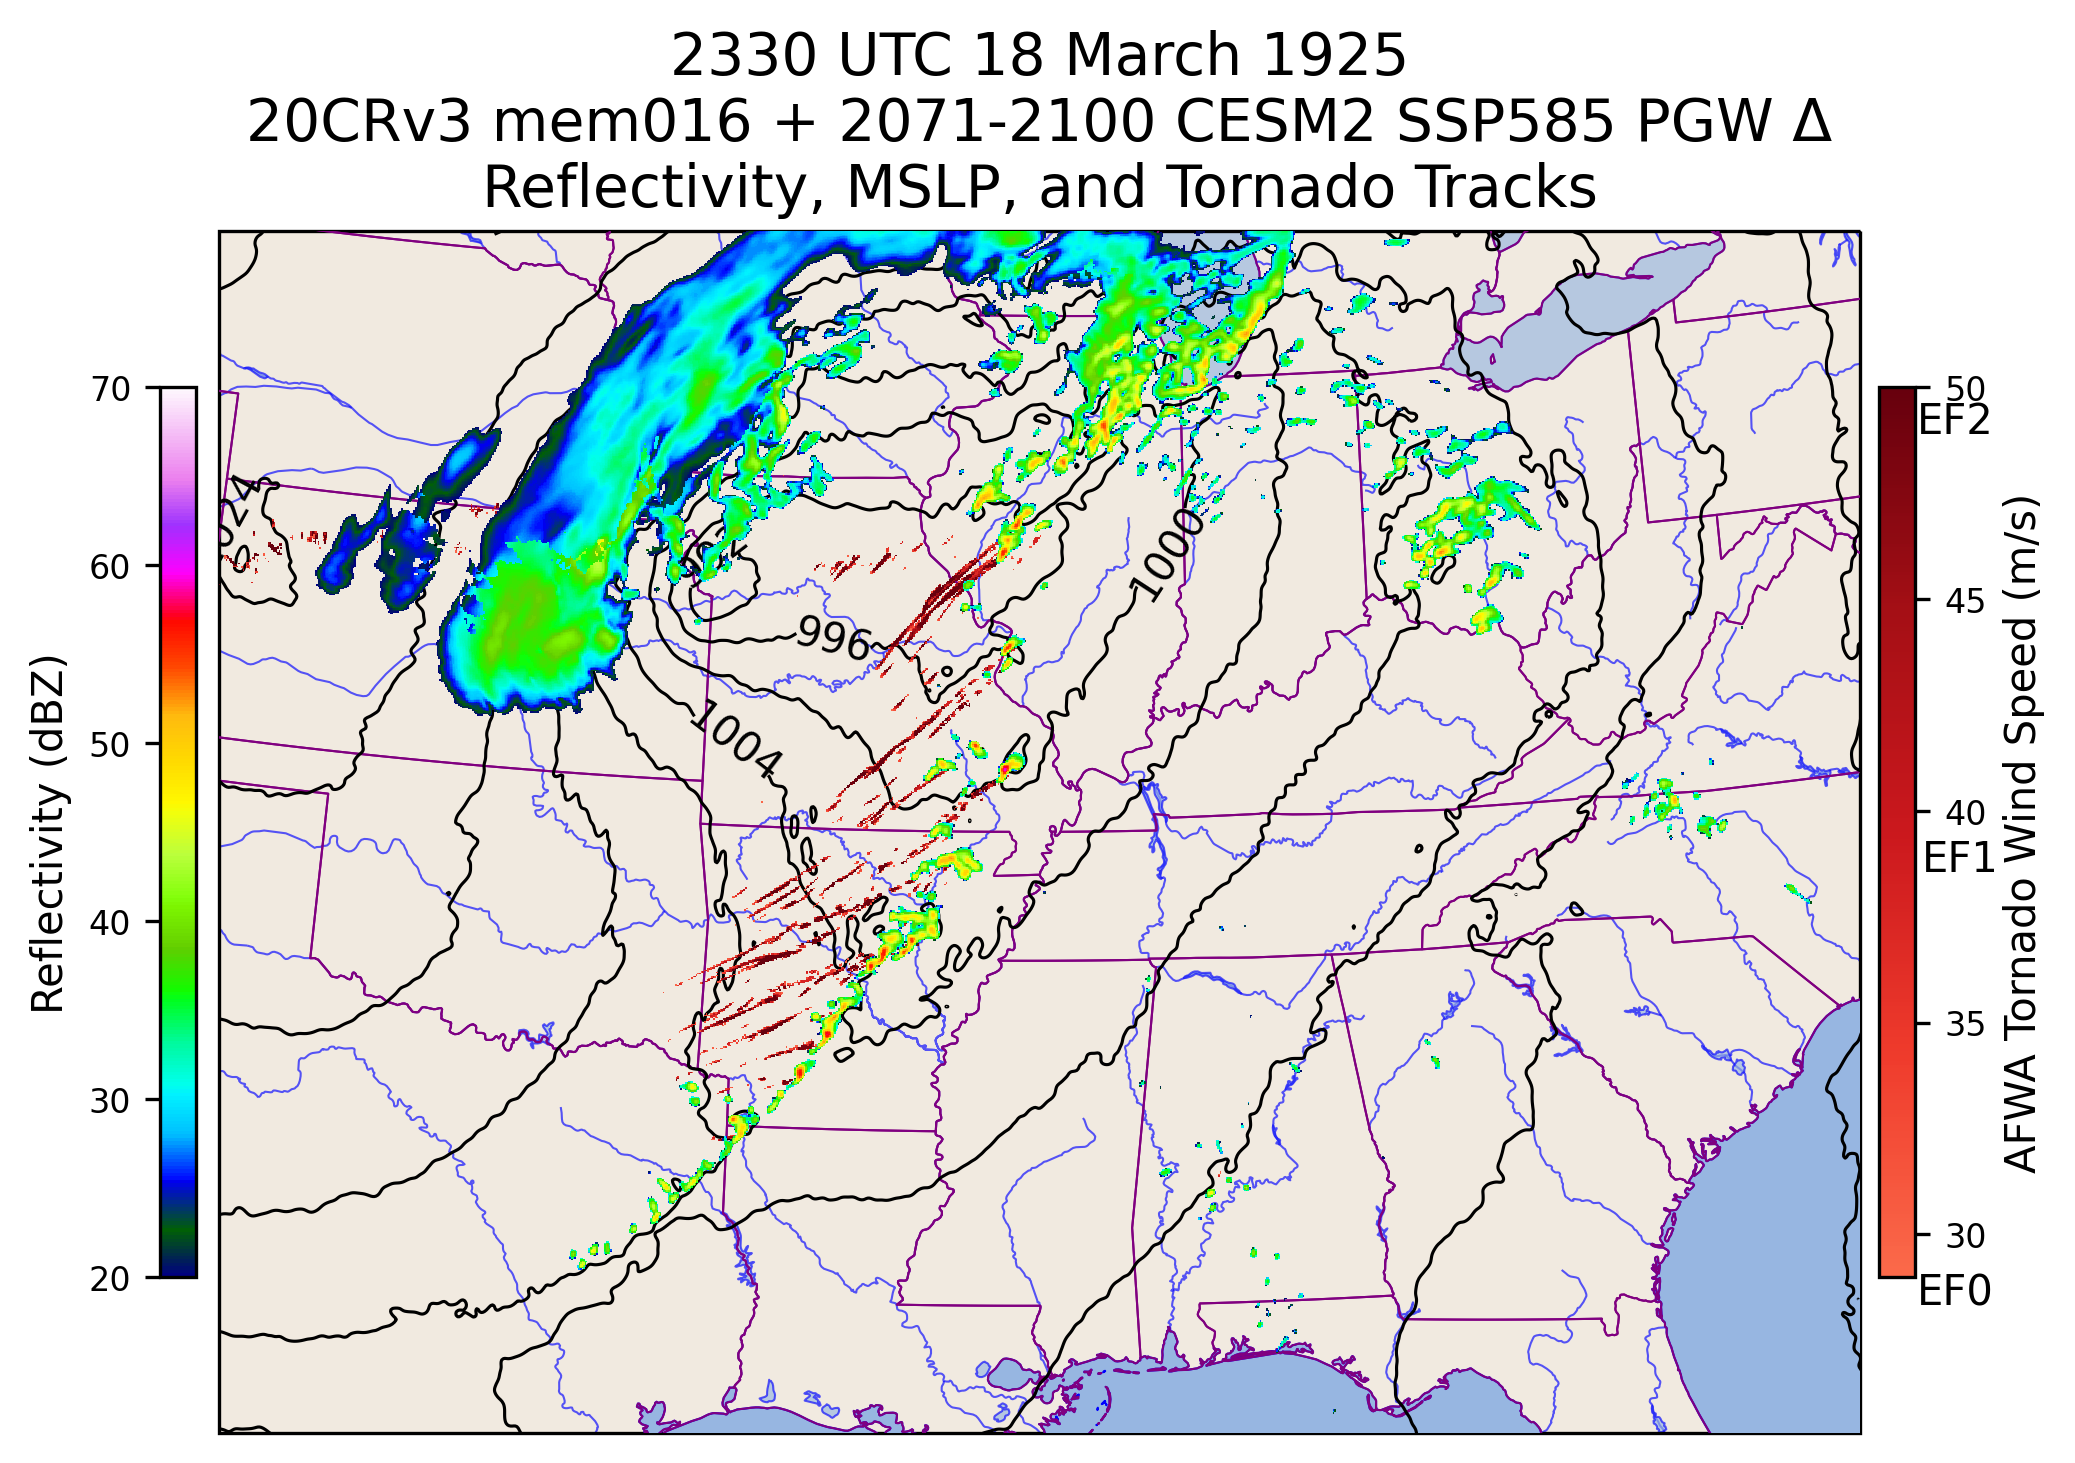 2330 UTC 18 March 1925
20CRv3 mem016 + 2071-2100 CESM2 SSP585 PGW Δ
Reflectivity, MSLP, and Tornado Tracks
Reflectivity (dBZ)
70
60
50
40
30
20
1000
996
1004
50
EF2
45
40
EF1
35
30
EF0
AFWA Tornado Wind Speed (m/s)